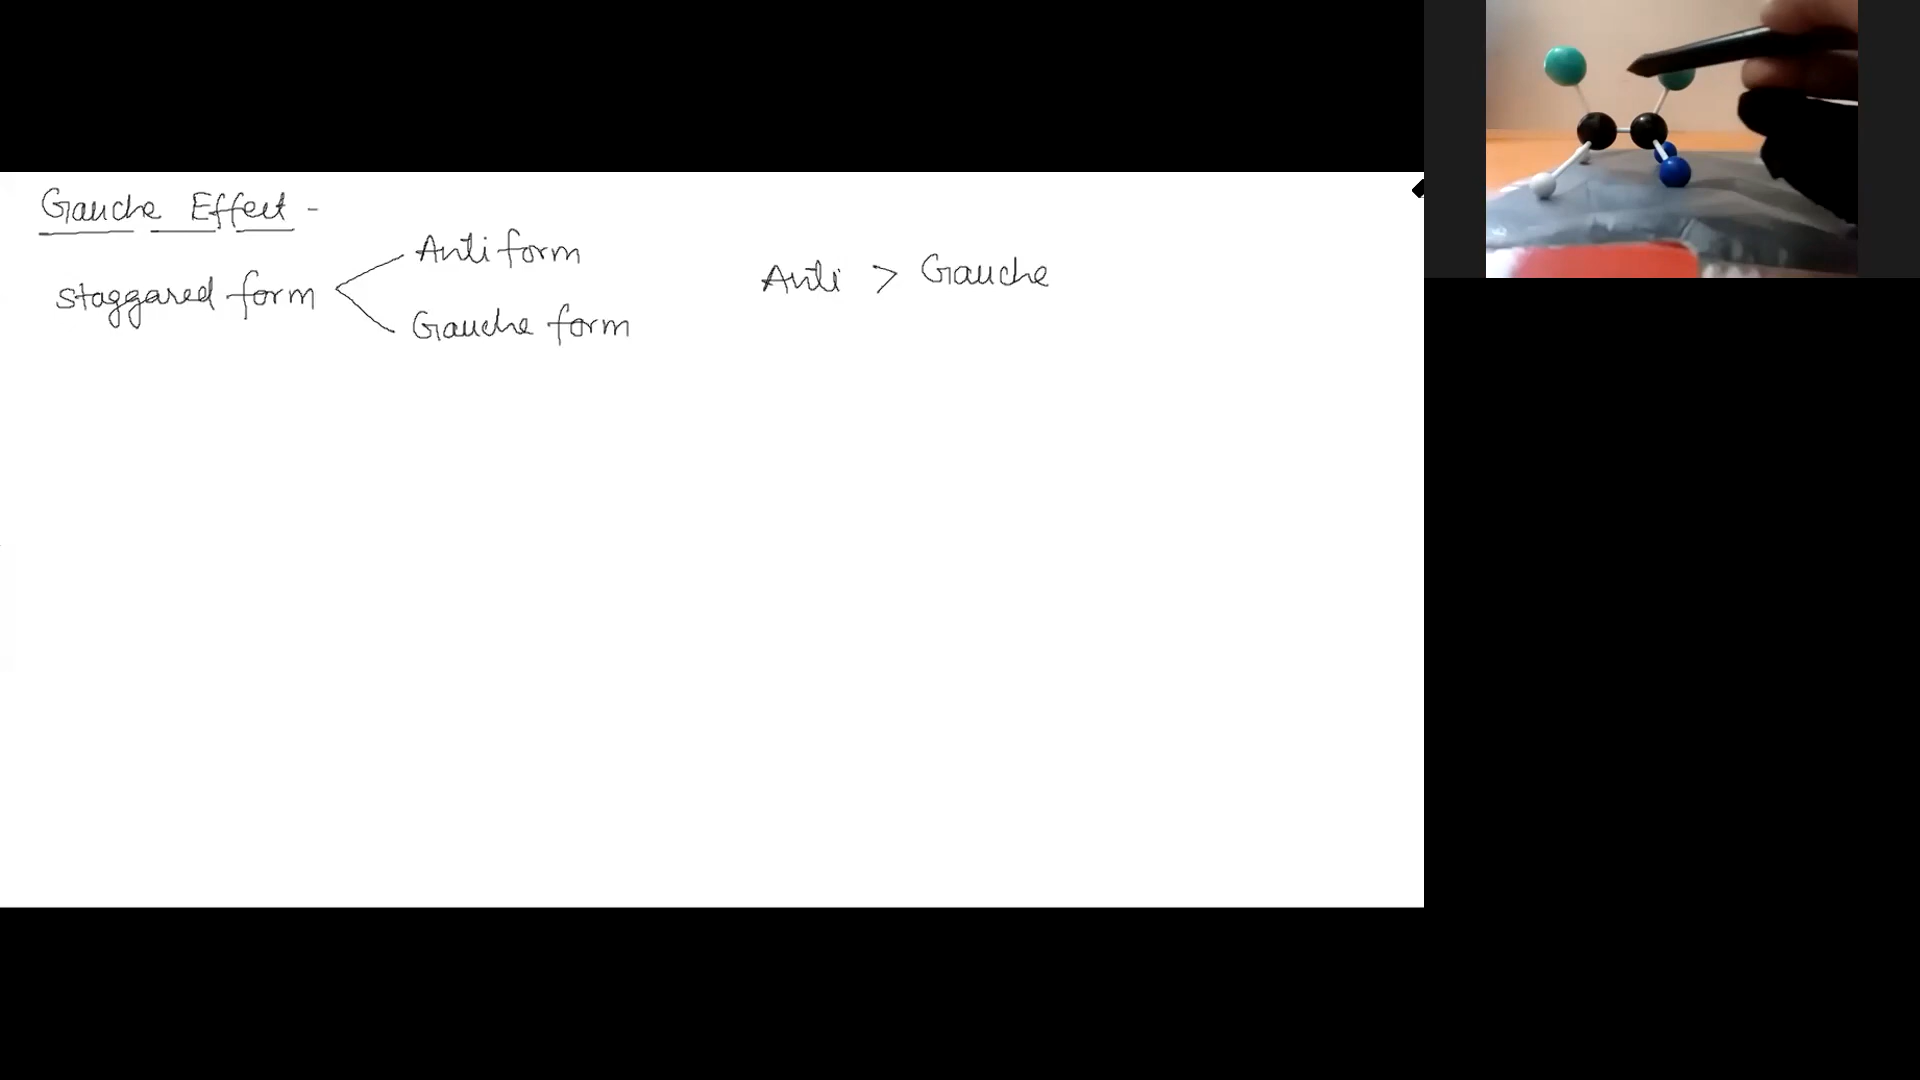 Gauche Effect -
Anti form
staggared form
Gauche form
Anti > Gauche